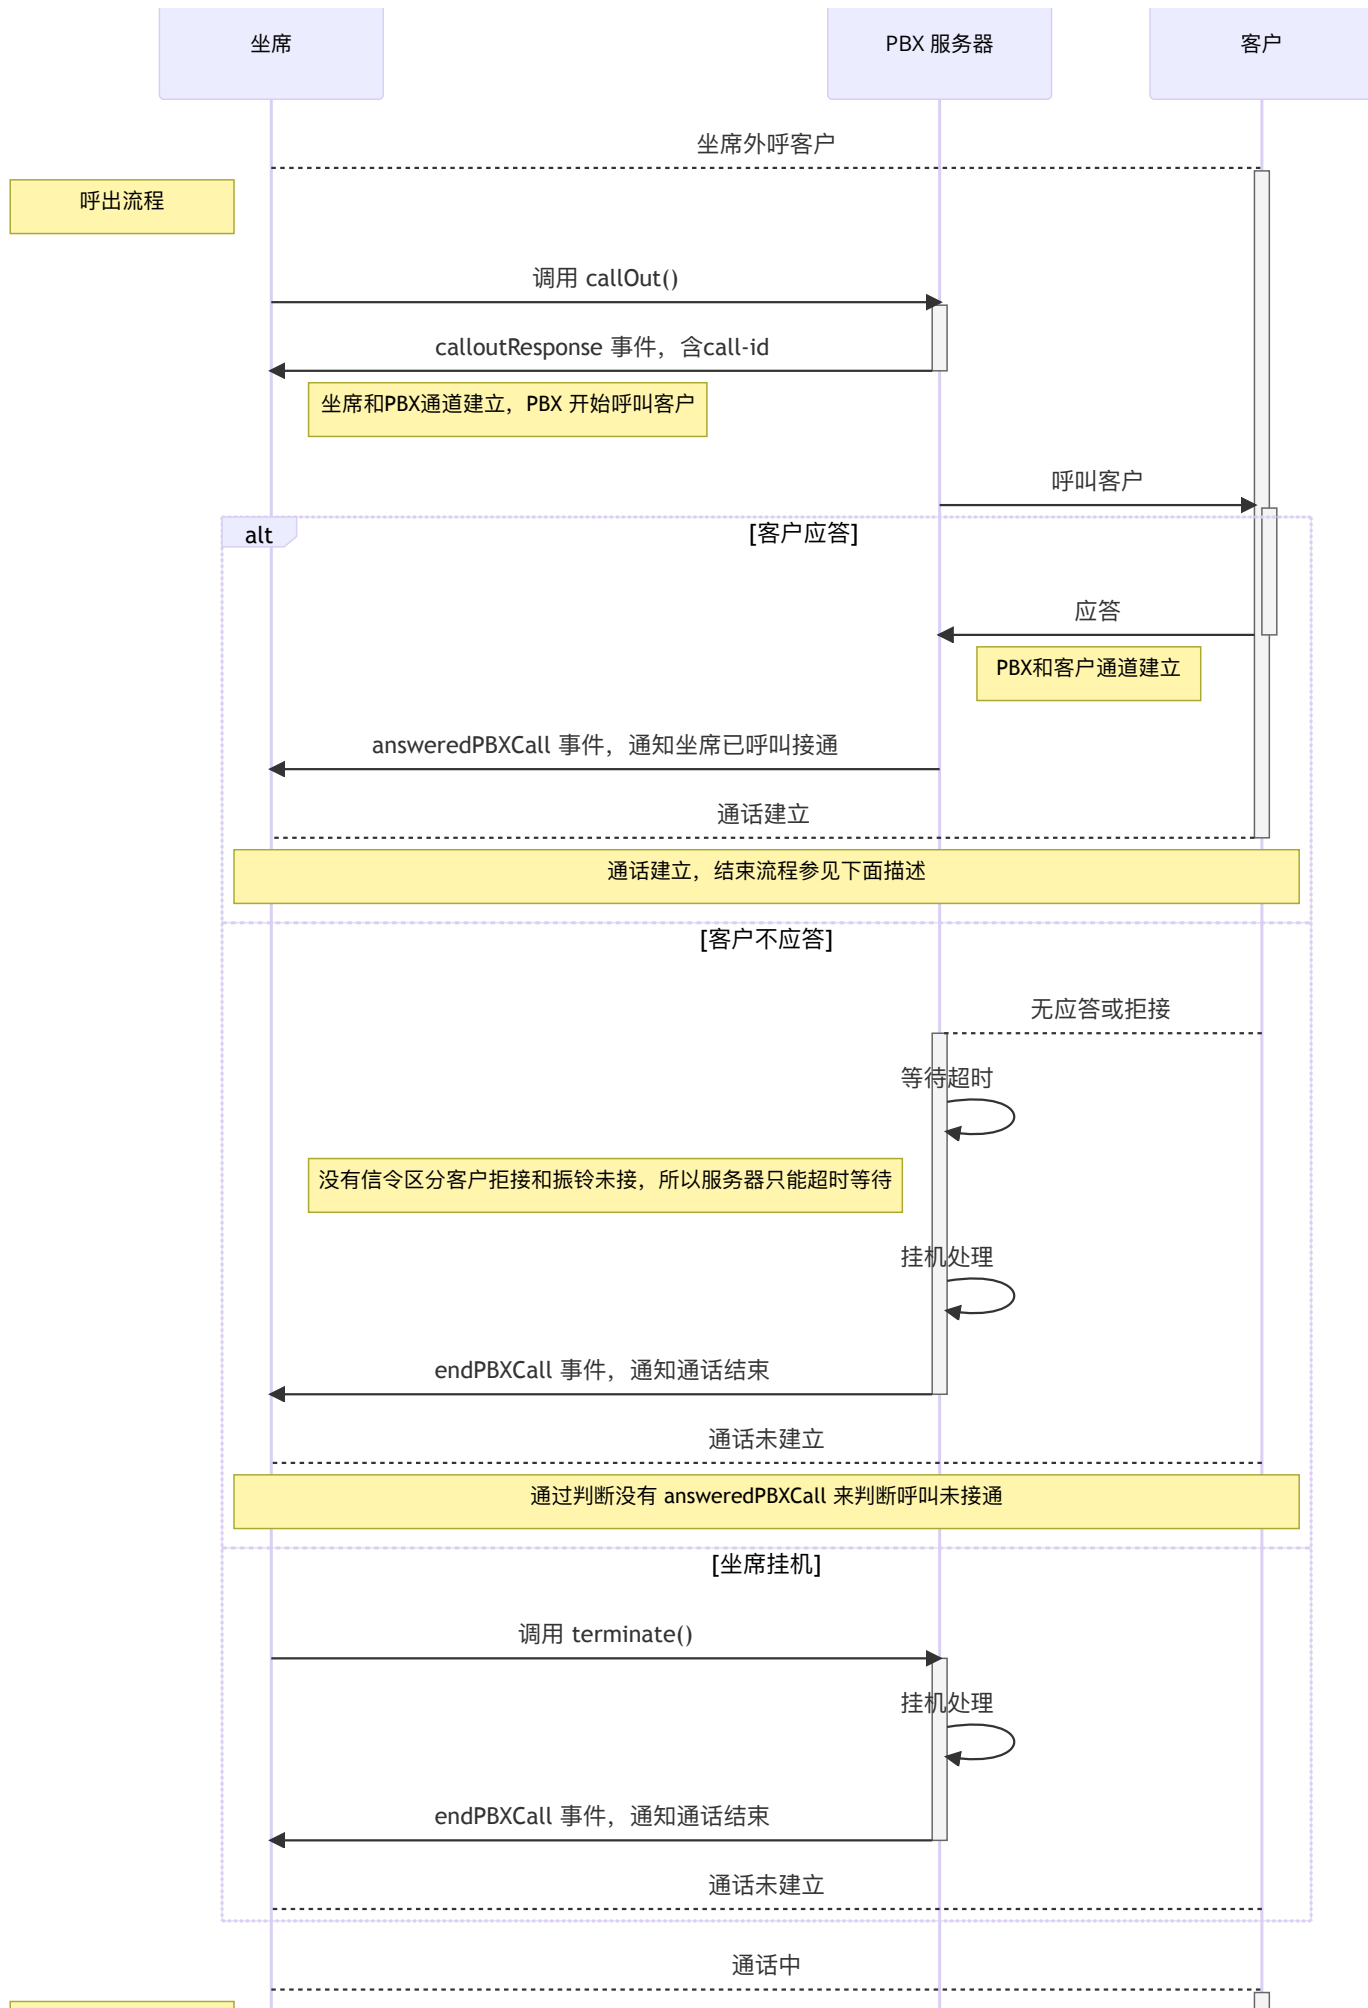 坐席
PBX 服务器
客户
坐席外呼客户
呼出流程
调用 callOut()
calloutResponse 事件，含call-id
坐席和PBX通道建立，PBX 开始呼叫客户
呼叫客户
alt
[客户应答]
应答
PBX和客户通道建立
answeredPBXCall 事件，通知坐席已呼叫接通
通话建立
通话建立，结束流程参见下面描述
[客户不应答]
无应答或拒接
等待超时
没有信令区分客户拒接和振铃未接，所以服务器只能超时等待
挂机处理
endPBXCall 事件，通知通话结束
通话未建立
通过判断没有 answeredPBXCall 来判断呼叫未接通
[坐席挂机]
调用 terminate()
挂机处理
endPBXCall 事件，通知通话结束
通话未建立
通话中